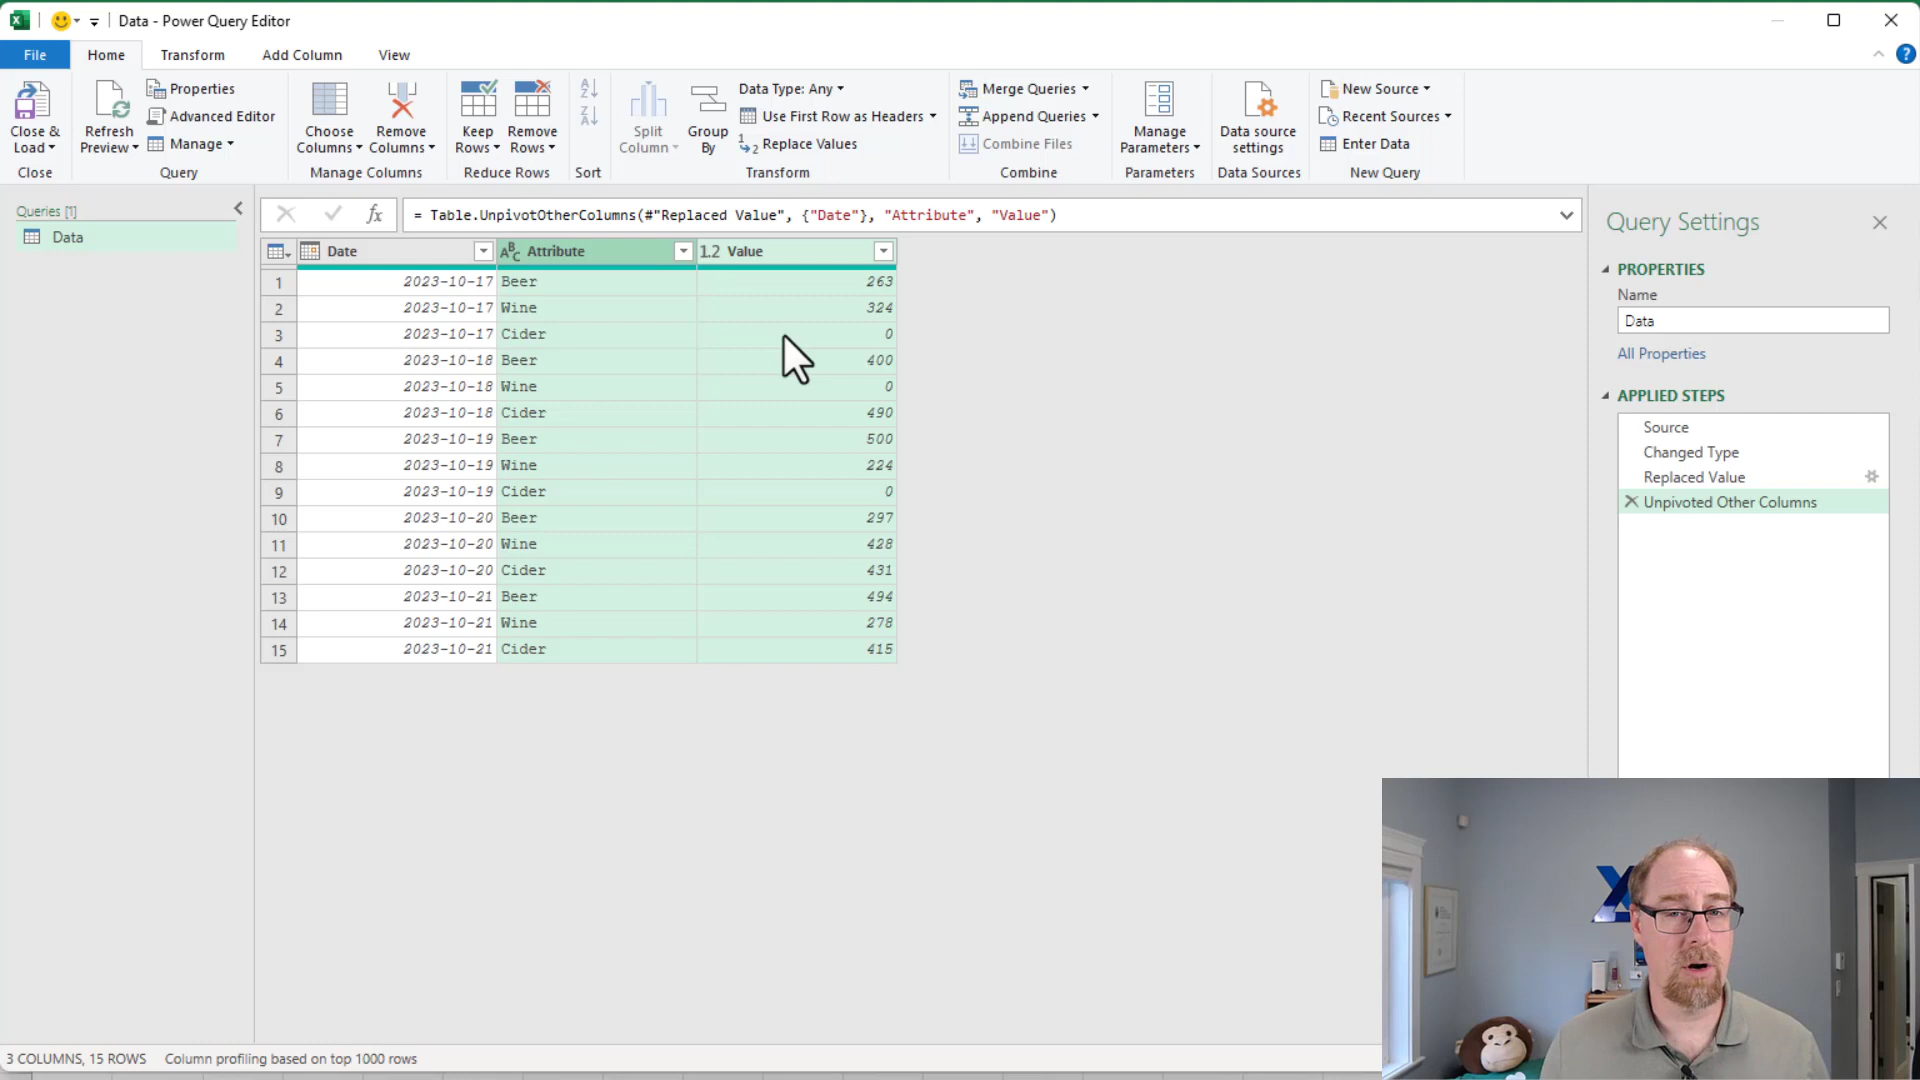 Data - Power Query Editor
File Home Transform Add Column View
Close & Load
Close
Refresh Preview
Properties
Advanced Editor
Manage
Query
Choose Columns
Remove Columns
Manage Columns
Keep Rows
Remove Rows
Reduce Rows
A Z
Z A
Sort
Split Column
Group By
Data Type: Any
Use First Row as Headers
1 2 Replace Values
Transform
Merge Queries
Append Queries
Combine Files
Combine
Manage Parameters
Parameters
Data source settings
Data Sources
New Source
Recent Sources
Enter Data
New Query
?
Queries [1]
Data
fx = Table.UnpivotOtherColumns(#"Replaced Value", {"Date"}, "Attribute", "Value")
Date ABC Attribute 1.2 Value
1 2023-10-17 Beer 263
2 2023-10-17 Wine 324
3 2023-10-17 Cider 0
4 2023-10-18 Beer 400
5 2023-10-18 Wine 0
6 2023-10-18 Cider 490
7 2023-10-19 Beer 500
8 2023-10-19 Wine 224
9 2023-10-19 Cider 0
10 2023-10-20 Beer 297
11 2023-10-20 Wine 428
12 2023-10-20 Cider 431
13 2023-10-21 Beer 494
14 2023-10-21 Wine 278
15 2023-10-21 Cider 415
Query Settings
PROPERTIES
Name
Data
All Properties
APPLIED STEPS
Source
Changed Type
Replaced Value
Unpivoted Other Columns
3 COLUMNS, 15 ROWS Column profiling based on top 1000 rows